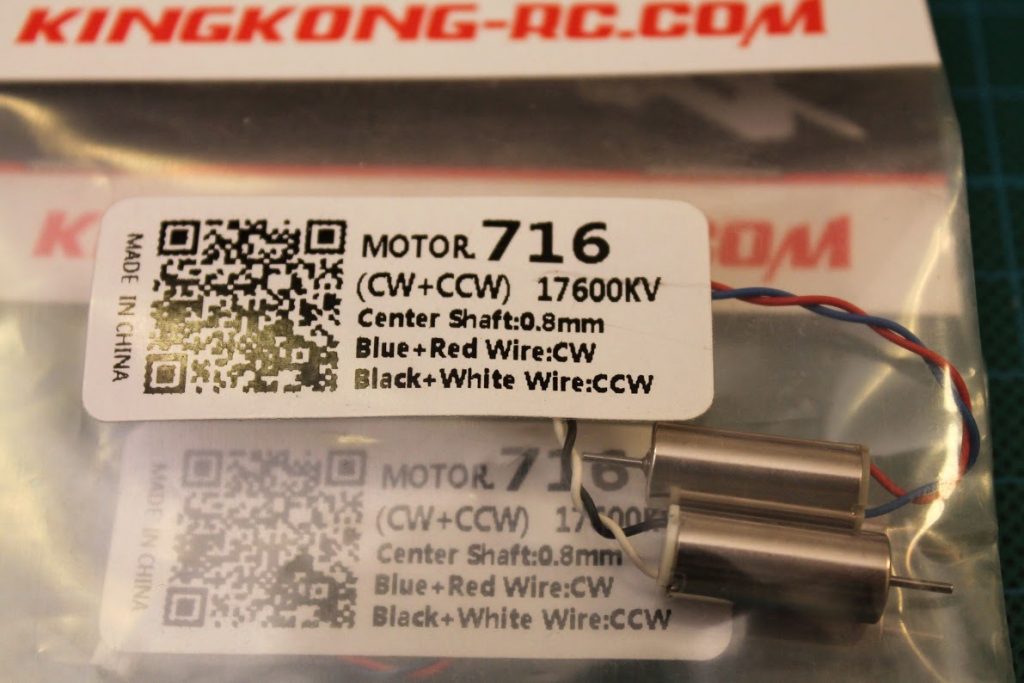 KINGKONG-RC.COM
MADE IN CHINA
MOTOR.716
(CW+CCW) 17600KV
Center Shaft:0.8mm
Blue+Red Wire:CW
Black+White Wire:CCW
MADE IN CHINA
MOTOR.716
(CW+CCW) 17600KV
Center Shaft:0.8mm
Blue+Red Wire:CW
Black+White Wire:CCW